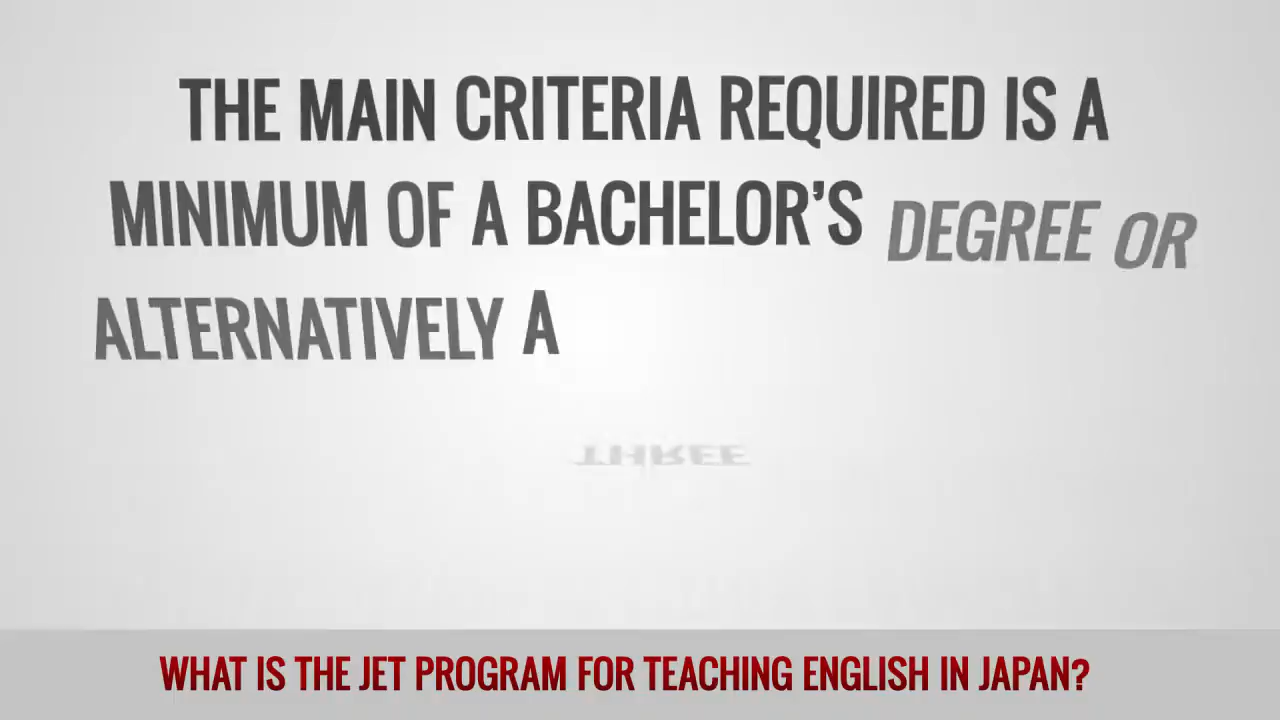 THE MAIN CRITERIA REQUIRED IS A
MINIMUM OF A BACHELOR’S DEGREE OR
ALTERNATIVELY A
THREE
WHAT IS THE JET PROGRAM FOR TEACHING ENGLISH IN JAPAN?